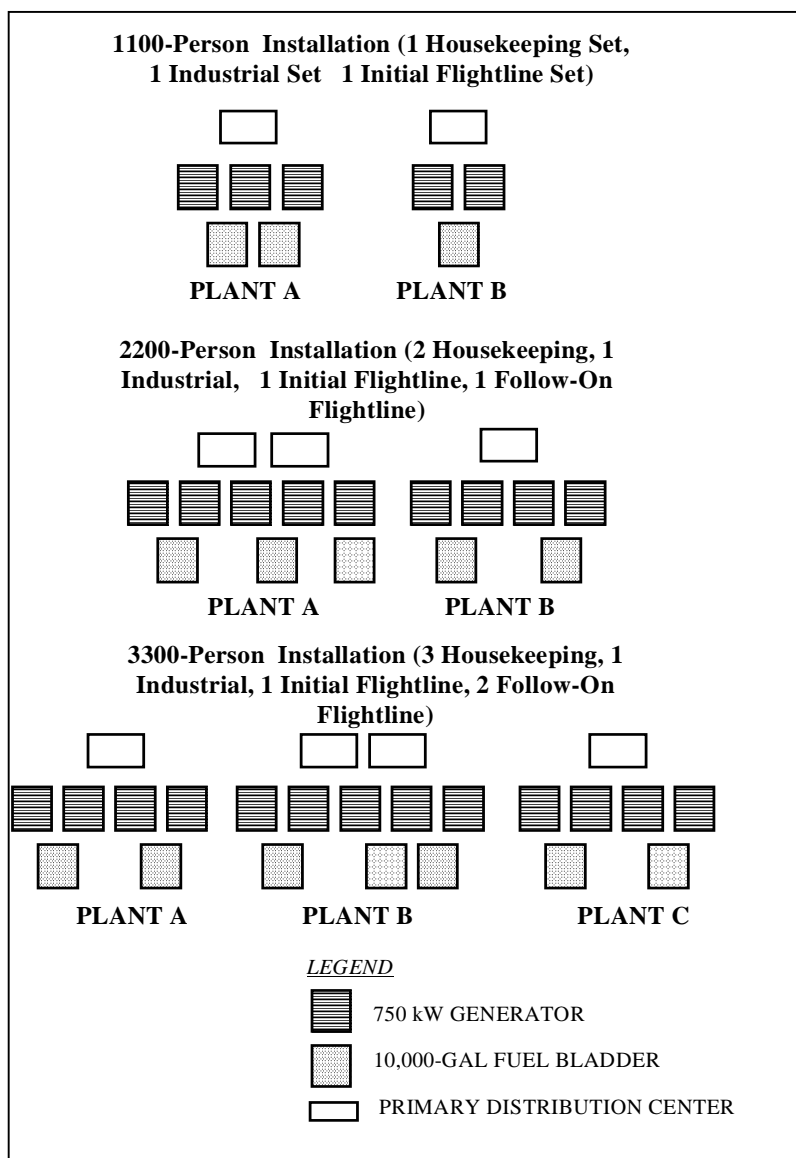 1100-Person Installation (1 Housekeeping Set,
1 Industrial Set 1 Initial Flightline Set)
PLANT A PLANT B
2200-Person Installation (2 Housekeeping, 1
Industrial, 1 Initial Flightline, 1 Follow-On
Flightline)
PLANT A PLANT B
3300-Person Installation (3 Housekeeping, 1
Industrial, 1 Initial Flightline, 2 Follow-On
Flightline)
PLANT A PLANT B PLANT C
LEGEND
750 kW GENERATOR
10,000-GAL FUEL BLADDER
PRIMARY DISTRIBUTION CENTER